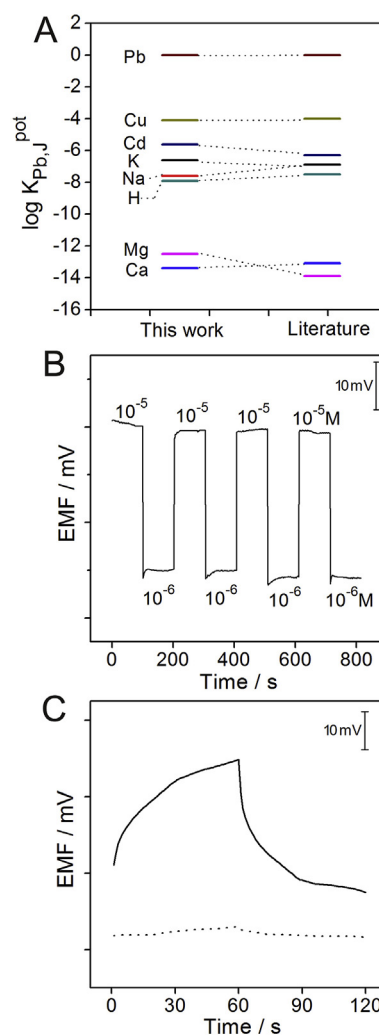 A
log K Pb,J pot
2
0
-2
-4
-6
-8
-10
-12
-14
-16
Pb
Cu
Cd
K
Na
H
Mg
Ca
This work
Literature
B
10mV
EMF / mV
10-5
10-5
10-5
10-5M
10-6
10-6
10-6
10-6M
0 200 400 600 800
Time / s
C
10mV
EMF / mV
0 30 60 90 120
Time / s